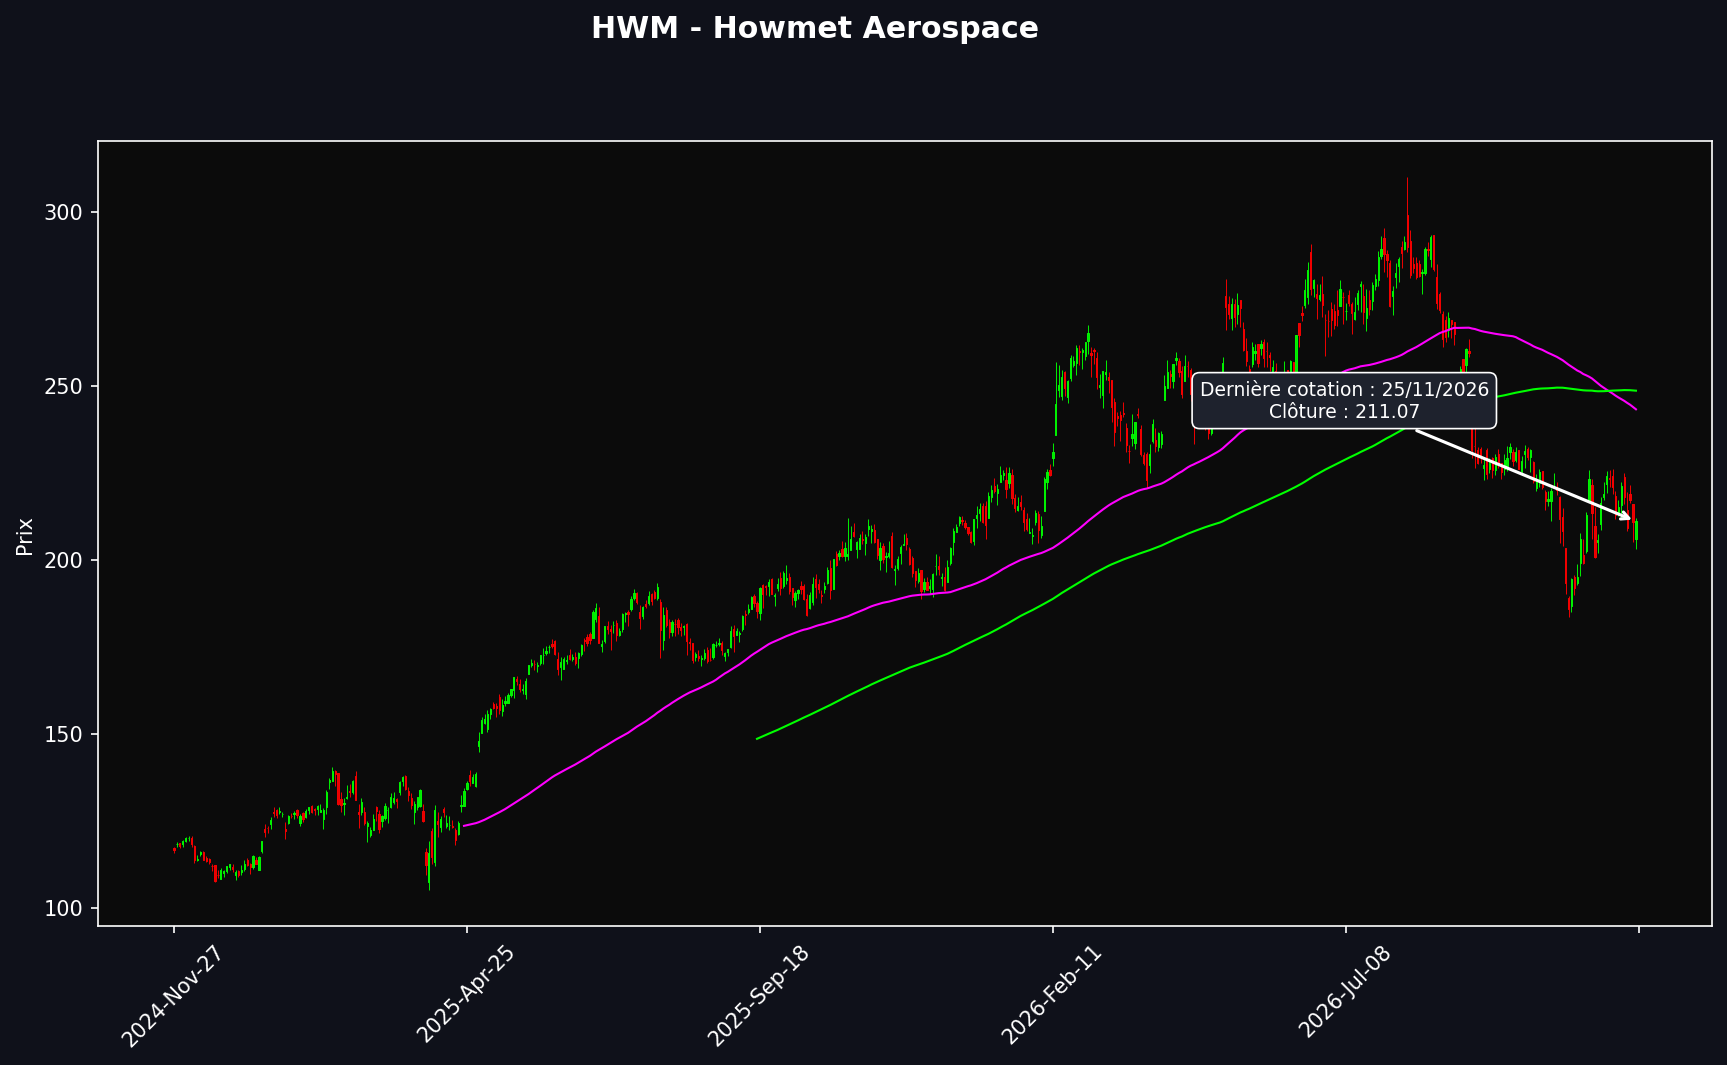 HWM - Howmet Aerospace
Prix
300
250
200
150
100
Dernière cotation : 25/11/2026
Clôture : 211.07
2024-Nov-27
2025-Apr-25
2025-Sep-18
2026-Feb-11
2026-Jul-08